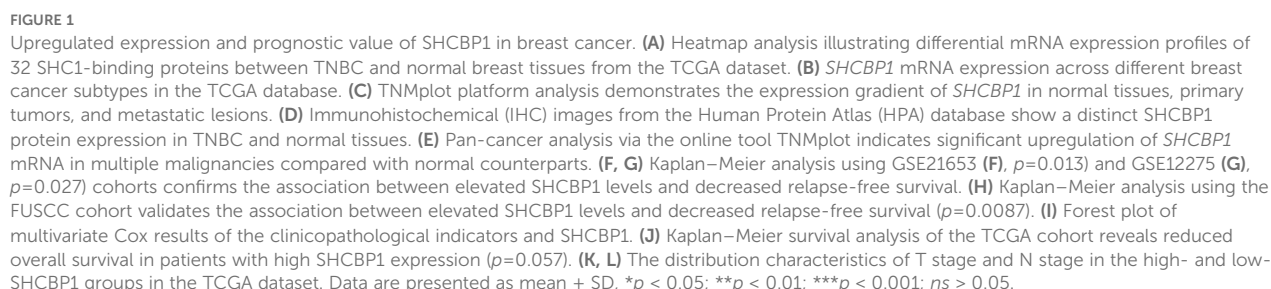 FIGURE 1
Upregulated expression and prognostic value of SHCBP1 in breast cancer. (A) Heatmap analysis illustrating differential mRNA expression profiles of
32 SHC1-binding proteins between TNBC and normal breast tissues from the TCGA dataset. (B) SHCBP1 mRNA expression across different breast
cancer subtypes in the TCGA database. (C) TNMplot platform analysis demonstrates the expression gradient of SHCBP1 in normal tissues, primary
tumors, and metastatic lesions. (D) Immunohistochemical (IHC) images from the Human Protein Atlas (HPA) database show a distinct SHCBP1
protein expression in TNBC and normal tissues. (E) Pan-cancer analysis via the online tool TNMplot indicates significant upregulation of SHCBP1
mRNA in multiple malignancies compared with normal counterparts. (F, G) Kaplan–Meier analysis using GSE21653 (F), p=0.013) and GSE12275 (G),
p=0.027) cohorts confirms the association between elevated SHCBP1 levels and decreased relapse-free survival. (H) Kaplan–Meier analysis using the
FUSCC cohort validates the association between elevated SHCBP1 levels and decreased relapse-free survival (p=0.0087). (I) Forest plot of
multivariate Cox results of the clinicopathological indicators and SHCBP1. (J) Kaplan–Meier survival analysis of the TCGA cohort reveals reduced
overall survival in patients with high SHCBP1 expression (p=0.057). (K, L) The distribution characteristics of T stage and N stage in the high- and low-
SHCBP1 groups in the TCGA dataset. Data are presented as mean + SD. *p < 0.05; **p < 0.01; ***p < 0.001; ns > 0.05.